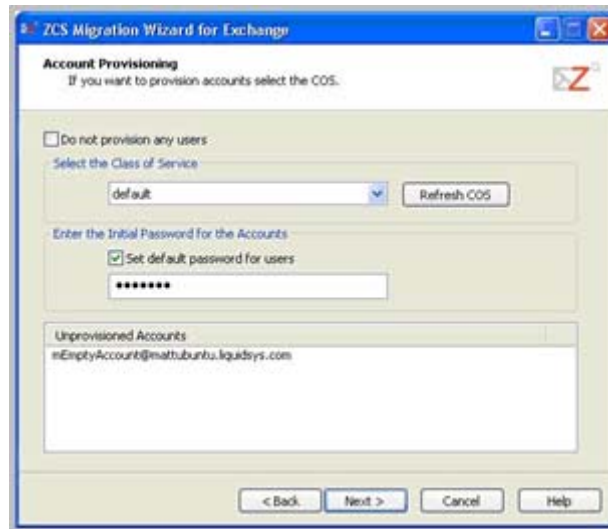 ZCS Migration Wizard for Exchange
Account Provisioning
If you want to provision accounts select the COS.
Z
Do not provision any users
Select the Class of Service
default
Refresh COS
Enter the Initial Password for the Accounts
Set default password for users
•••••••
Unprovisioned Accounts
mEmptyAccount@mattubuntu.liquidsys.com
< Back
Next >
Cancel
Help